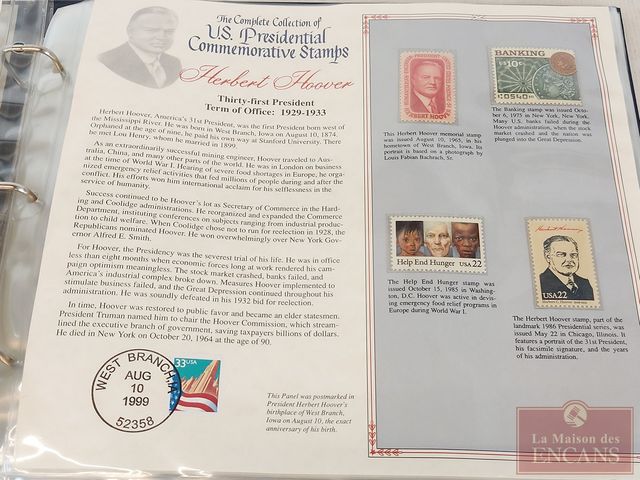 The Complete Collection of
U.S. Presidential
Commemorative Stamps
Herbert Hoover
Thirty-first President
Term of Office: 1929-1933
Herbert Hoover, America's 31st President, was the first President born west of
the Mississippi River. He was born in West Branch, Iowa on August 10, 1874.
Orphaned at the age of nine, he paid his own way at Stanford University. There
he met Lou Henry, whom he married in 1899.
As an extraordinarily successful mining engineer, Hoover traveled to Aus-
tralia, China, and many other parts of the world. He was in London on business
at the time of World War I. Hearing of severe food shortages in Europe, he orga-
nized emergency relief activities that fed millions of people during and after the
conflict. His efforts won him international acclaim for his selflessness in the
service of humanity.
Success continued to be Hoover's lot as Secretary of Commerce in the Hard-
ing and Coolidge administrations. He reorganized and expanded the Commerce
Department, instituting conferences on subjects ranging from industrial produc-
tion to child welfare. When Coolidge chose not to run for reelection in 1928, the
Republicans nominated Hoover. He won overwhelmingly over New York Gov-
ernor Alfred E. Smith.
For Hoover, the Presidency was the severest trial of his life. He was in office
less than eight months when economic forces long at work rendered his cam-
paign optimism meaningless. The stock market crashed, banks failed, and
America's industrial complex broke down. Measures Hoover implemented to
stimulate business failed, and the Great Depression continued throughout his
administration. He was soundly defeated in his 1932 bid for reelection.
In time, Hoover was restored to public favor and became an elder statesmen.
President Truman named him to chair the Hoover Commission, which stream-
lined the executive branch of government, saving taxpayers billions of dollars.
He died in New York on October 20, 1964 at the age of 90.
WEST BRANCH, IA
AUG
10
1999
52358
33USA
This Panel was postmarked in
President Herbert Hoover's
birthplace of West Branch,
Iowa on August 10, the exact
anniversary of his birth.
HERBERT HOOVER
This Herbert Hoover memorial stamp
was issued August 10, 1965, in his
hometown of West Branch, Iowa. Its
portrait is based on a photograph by
Louis Fabian Bachrach, Sr.
BANKING
10c
The Banking stamp was issued Octo-
ber 6, 1975 in New York, New York.
Many U.S. banks failed during the
Hoover administration, when the stock
market crashed and the nation was
plunged into the Great Depression.
Help End Hunger USA 22
The Help End Hunger stamp was
issued October 15, 1985 in Washing-
ton, D.C. Hoover was active in devis-
ing emergency food relief programs in
Europe during World War I.
Herbert Hoover
USA22
The Herbert Hoover stamp, part of the
landmark 1986 Presidential series, was
issued May 22 in Chicago, Illinois. It
features a portrait of the 31st President,
his facsimile signature, and the years
of his administration.
La Maison des
ENCANS